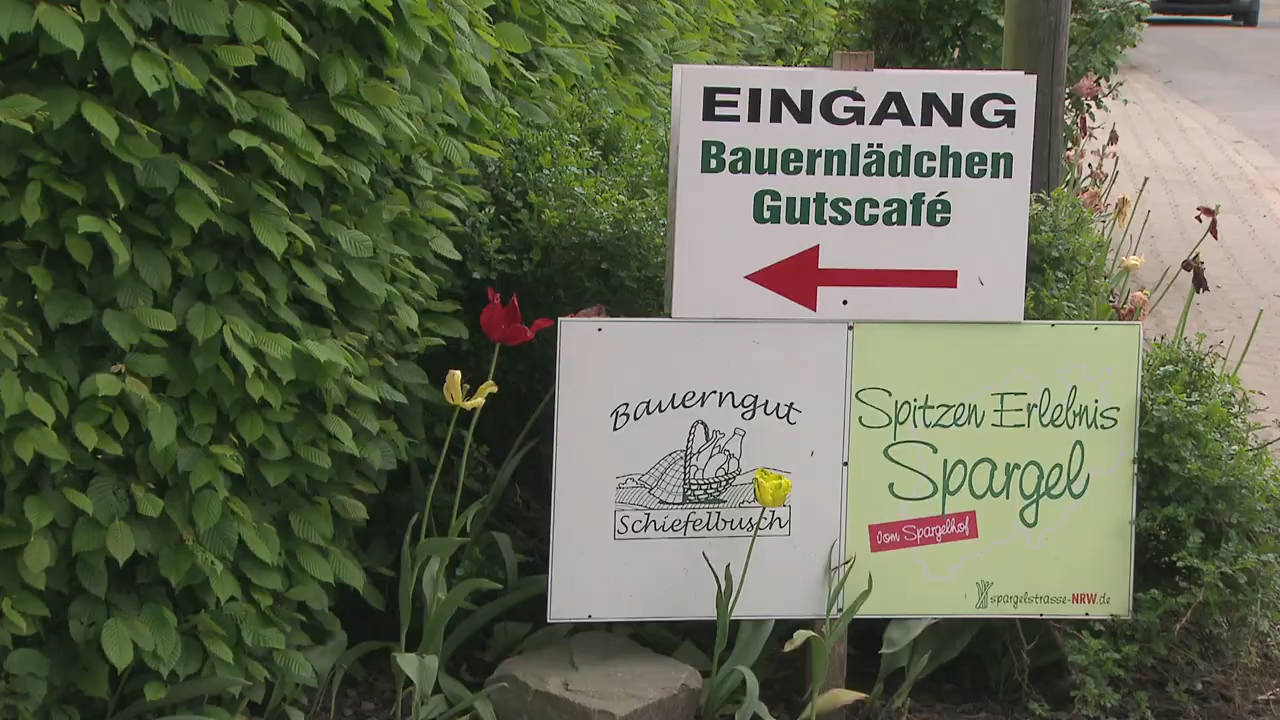 EINGANG
Bauernlädchen
Gutscafé
Bauerngut
Schiefelbusch
Spitzen Erlebnis
Spargel
vom Spargelhof
spargelstrasse-NRW.de